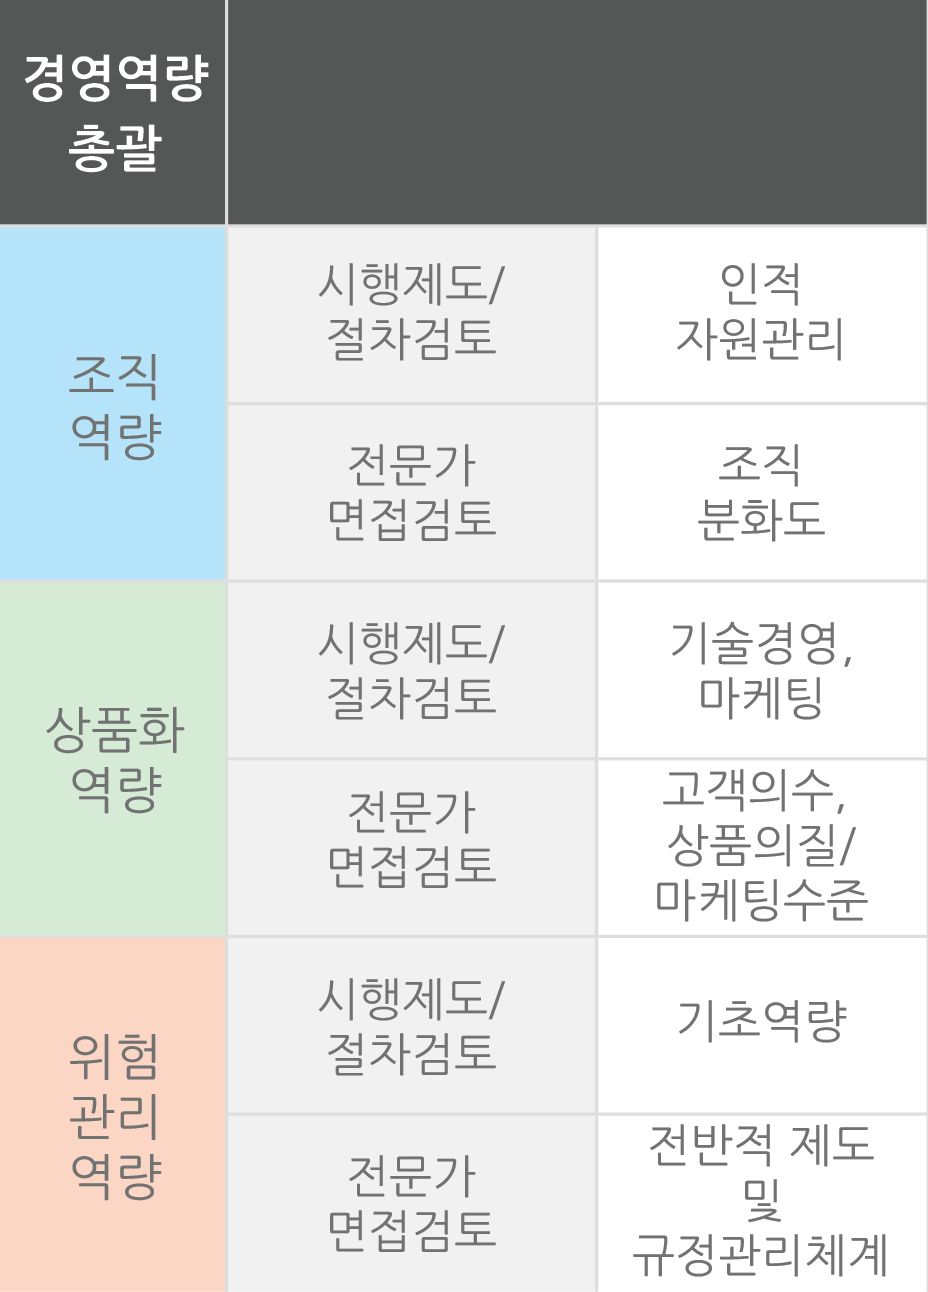 경영역량
총괄
조직
역량
시행제도/
절차검토
인적
자원관리
전문가
면접검토
조직
분화도
상품화
역량
시행제도/
절차검토
기술경영,
마케팅
전문가
면접검토
고객의수,
상품의질/
마케팅수준
위험
관리
역량
시행제도/
절차검토
기초역량
전문가
면접검토
전반적 제도
및
규정관리체계